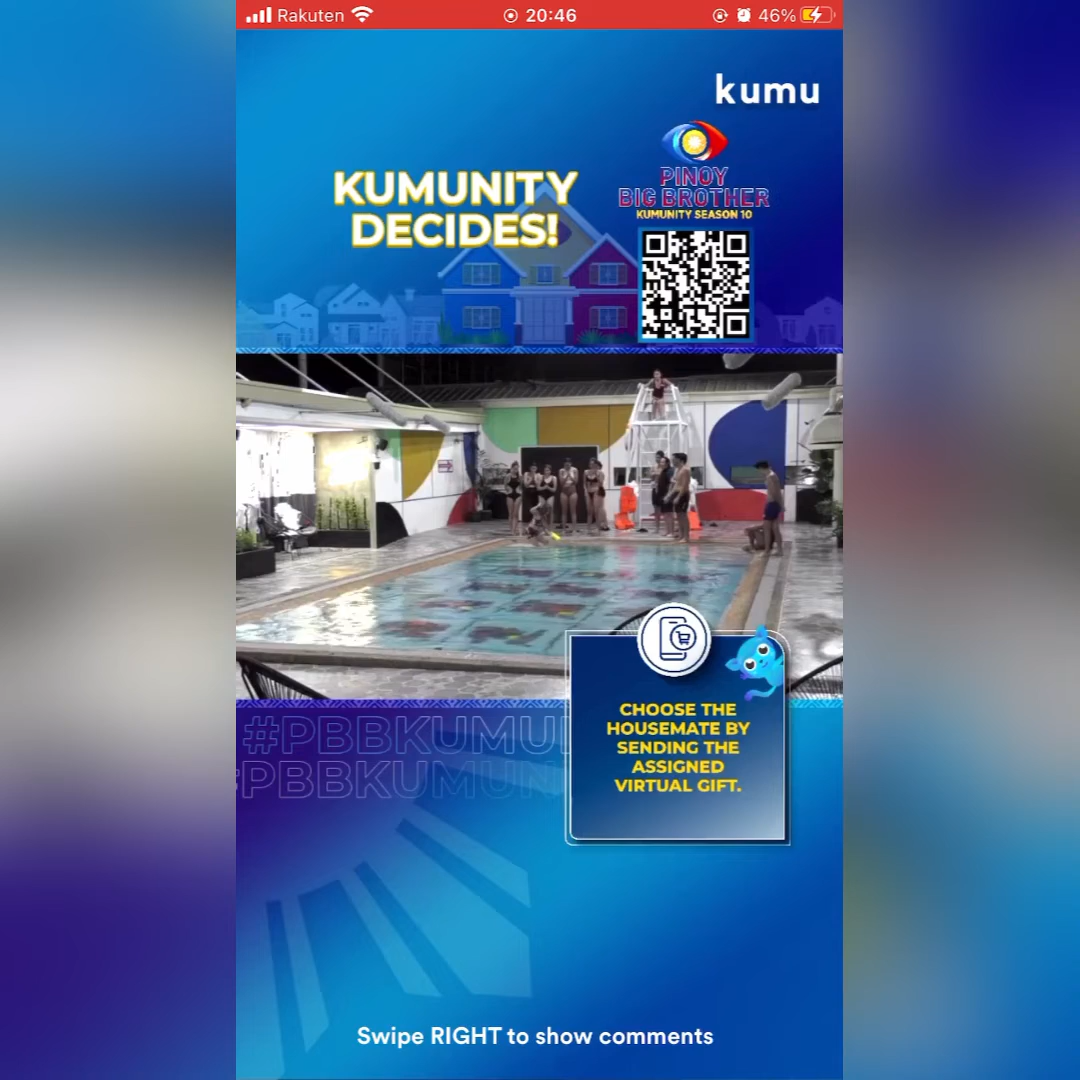 Rakuten
20:46
46%
kumu
PINOY
BIG BROTHER
KUMUNITY SEASON 10
KUMUNITY
DECIDES!
CHOOSE THE
HOUSEMATE BY
SENDING THE
ASSIGNED
VIRTUAL GIFT.
#PBBKUMU
#PBBKUMUN
Swipe RIGHT to show comments